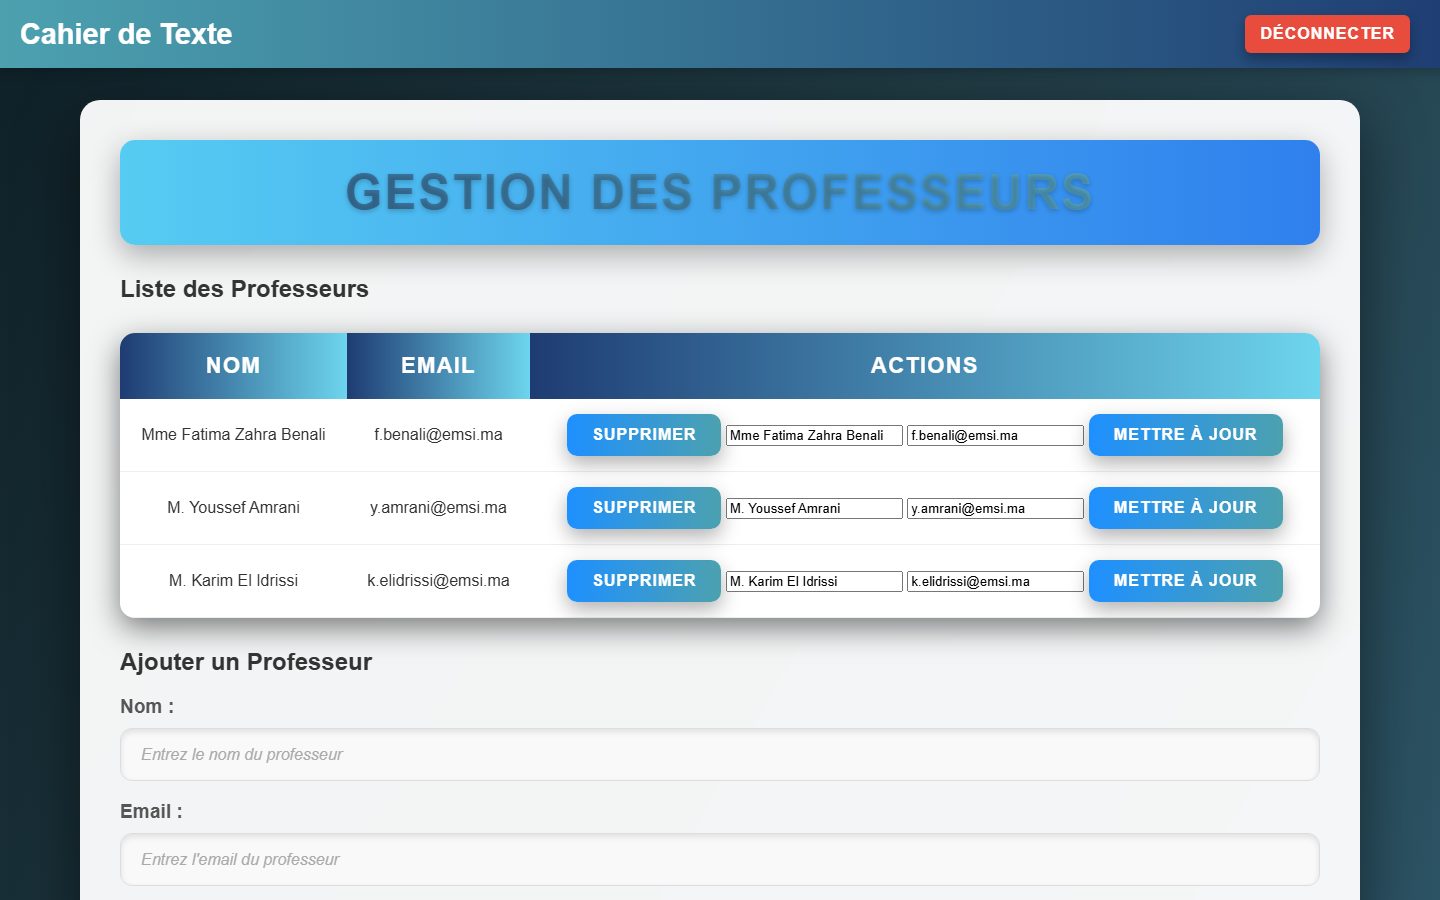 Cahier de Texte
DÉCONNECTER
GESTION DES PROFESSEURS
Liste des Professeurs
NOM EMAIL ACTIONS
Mme Fatima Zahra Benali f.benali@emsi.ma SUPPRIMER Mme Fatima Zahra Benali f.benali@emsi.ma METTRE À JOUR
M. Youssef Amrani y.amrani@emsi.ma SUPPRIMER M. Youssef Amrani y.amrani@emsi.ma METTRE À JOUR
M. Karim El Idrissi k.elidrissi@emsi.ma SUPPRIMER M. Karim El Idrissi k.elidrissi@emsi.ma METTRE À JOUR
Ajouter un Professeur
Nom :
Entrez le nom du professeur
Email :
Entrez l'email du professeur